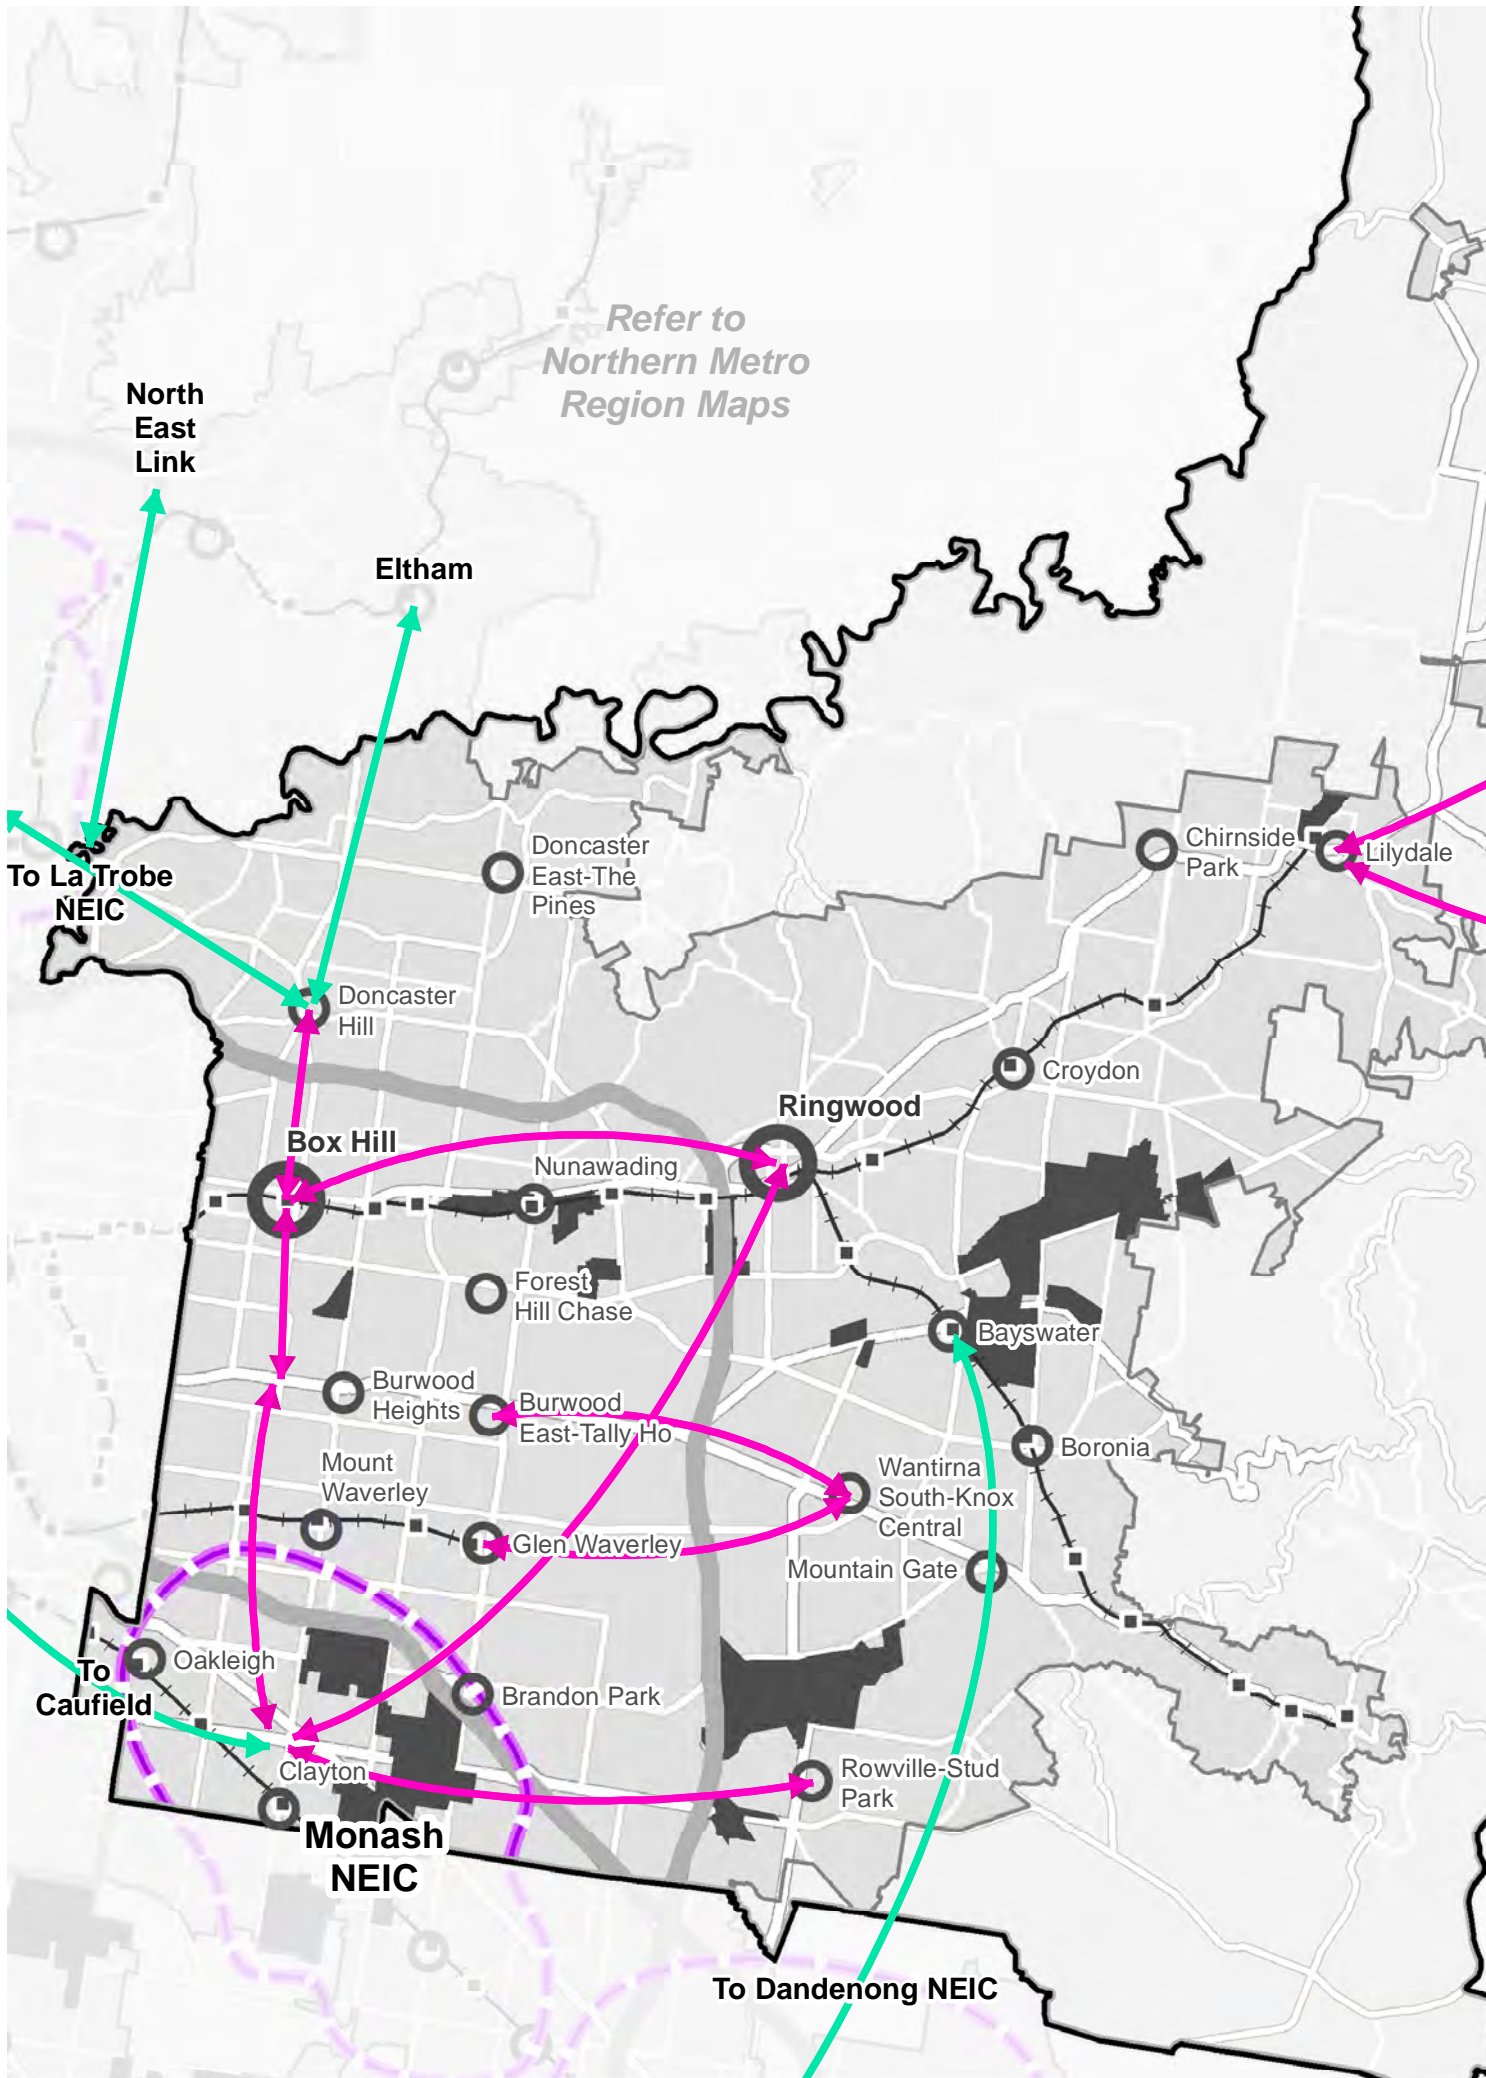 Refer to
Northern Metro
Region Maps
North
East
Link
Eltham
To La Trobe
NEIC
Doncaster
East-The
Pines
Chirnside
Park
Lilydale
Doncaster
Hill
Croydon
Ringwood
Box Hill
Nunawading
Forest
Hill Chase
Bayswater
Burwood
Heights
Burwood
East-Tally Ho
Boronia
Mount
Waverley
Wantirna
South-Knox
Central
Glen Waverley
Mountain Gate
Oakleigh
To
Caufield
Brandon Park
Clayton
Rowville-Stud
Park
Monash
NEIC
To Dandenong NEIC